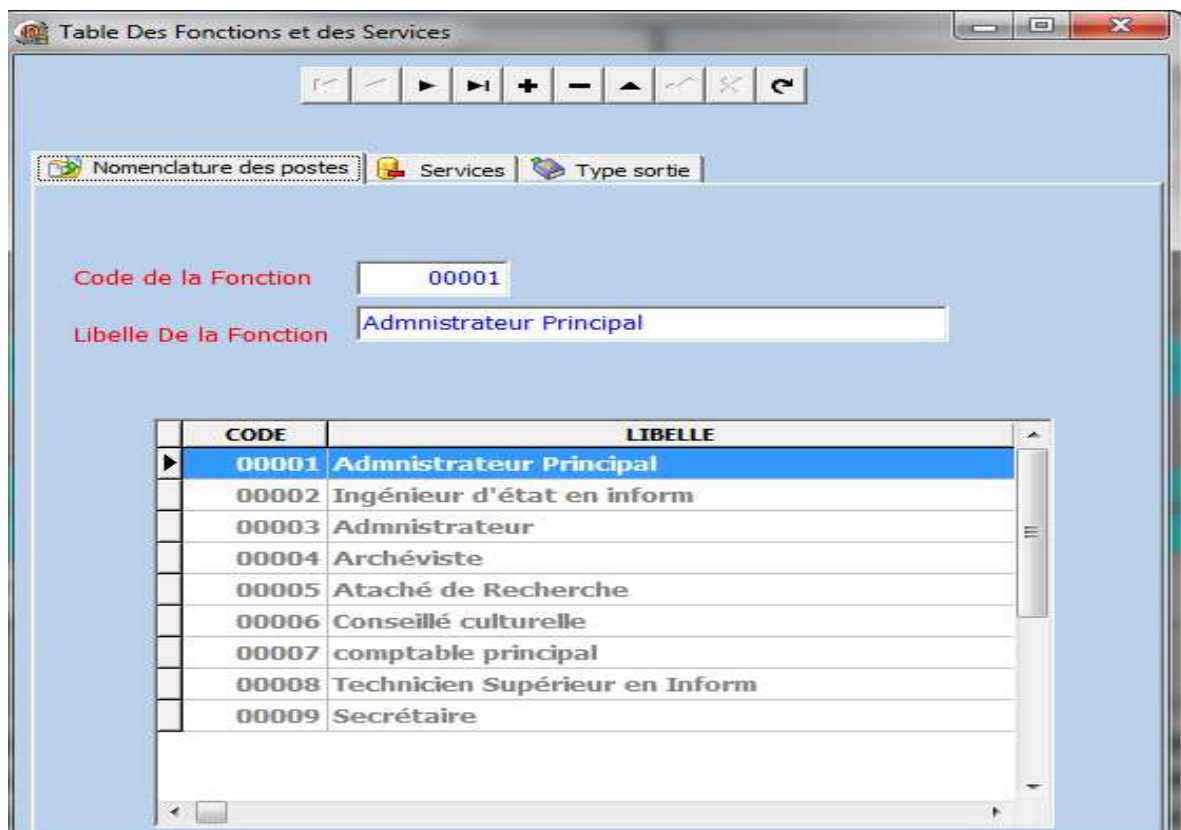 Table Des Fonctions et des Services
Nomenclature des postes Services Type sortie
Code de la Fonction 00001
Libelle De la Fonction Admnistrateur Principal
CODE LIBELLE
00001 Admnistrateur Principal
00002 Ingénieur d'état en inform
00003 Admnistrateur
00004 Archéviste
00005 Ataché de Recherche
00006 Conseillé culturelle
00007 comptable principal
00008 Technicien Supérieur en Inform
00009 Secrétaire